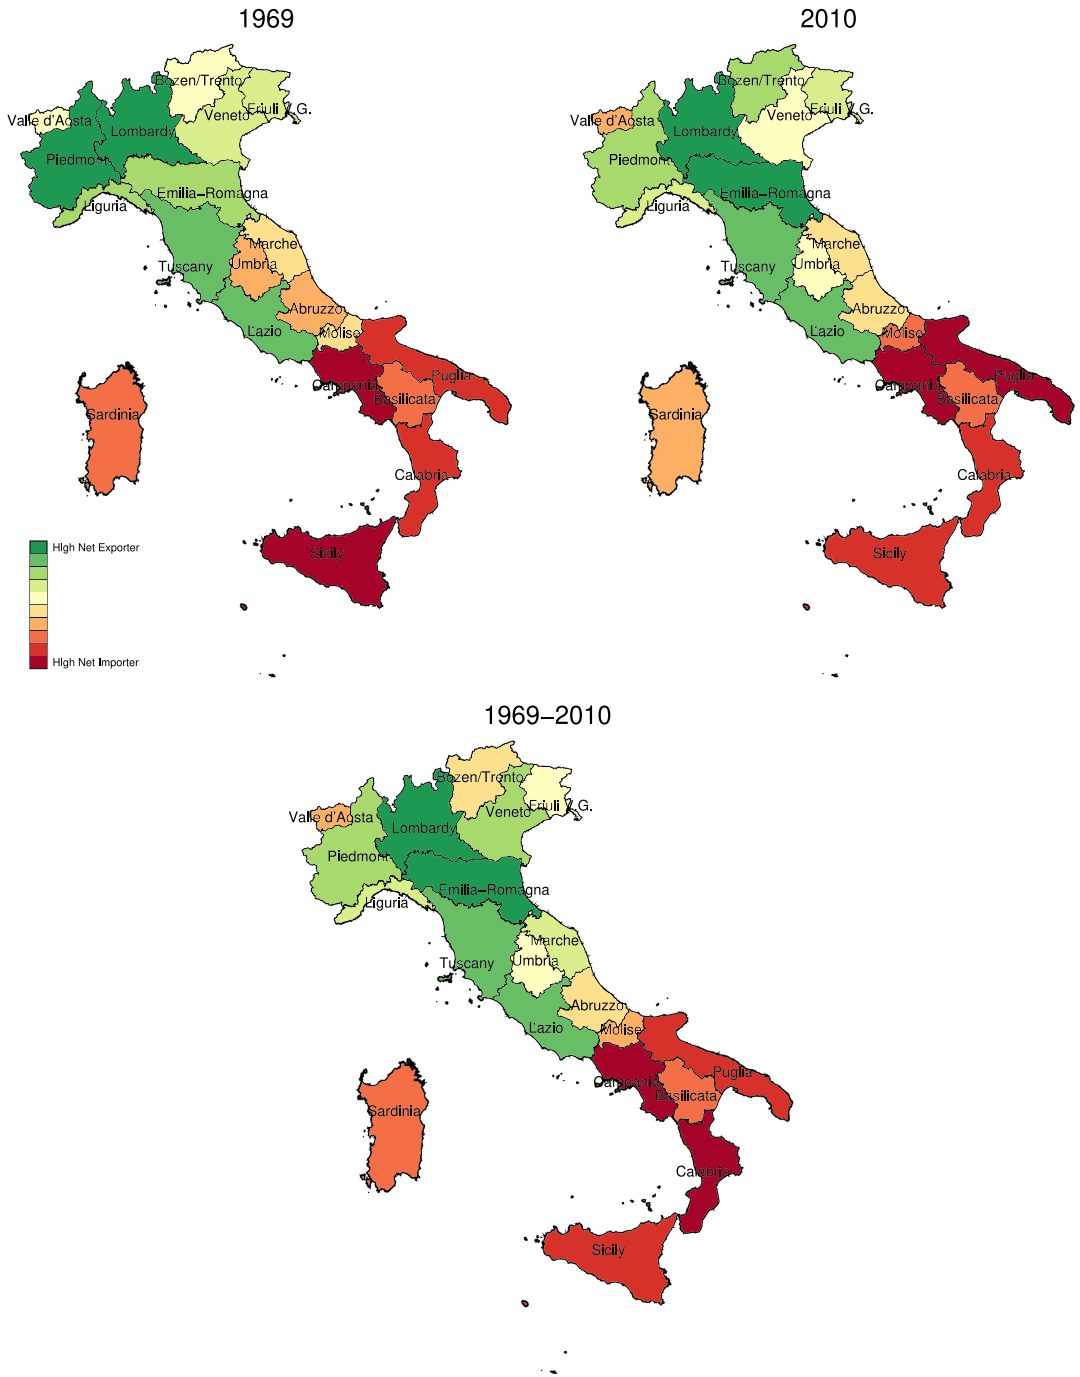 1969
Bozen/Trento
Friuli V.G.
Veneto
Valle d'Aosta
Lombardy
Piedmont
Emilia−Romagna
Liguria
Marche
Umbria
Tuscany
Abruzzo
Lazio
Molise
Puglia
Campania
Basilicata
Sardinia
Calabria
Sicily
HIgh Net Exporter
HIgh Net Importer
2010
Bozen/Trento
Friuli V.G.
Veneto
Valle d'Aosta
Lombardy
Piedmont
Emilia−Romagna
Liguria
Marche
Umbria
Tuscany
Abruzzo
Lazio
Molise
Puglia
Campania
Basilicata
Sardinia
Calabria
Sicily
1969−2010
Bozen/Trento
Friuli V.G.
Veneto
Valle d'Aosta
Lombardy
Piedmont
Emilia−Romagna
Liguria
Marche
Umbria
Tuscany
Abruzzo
Lazio
Molise
Puglia
Campania
Basilicata
Sardinia
Calabria
Sicily